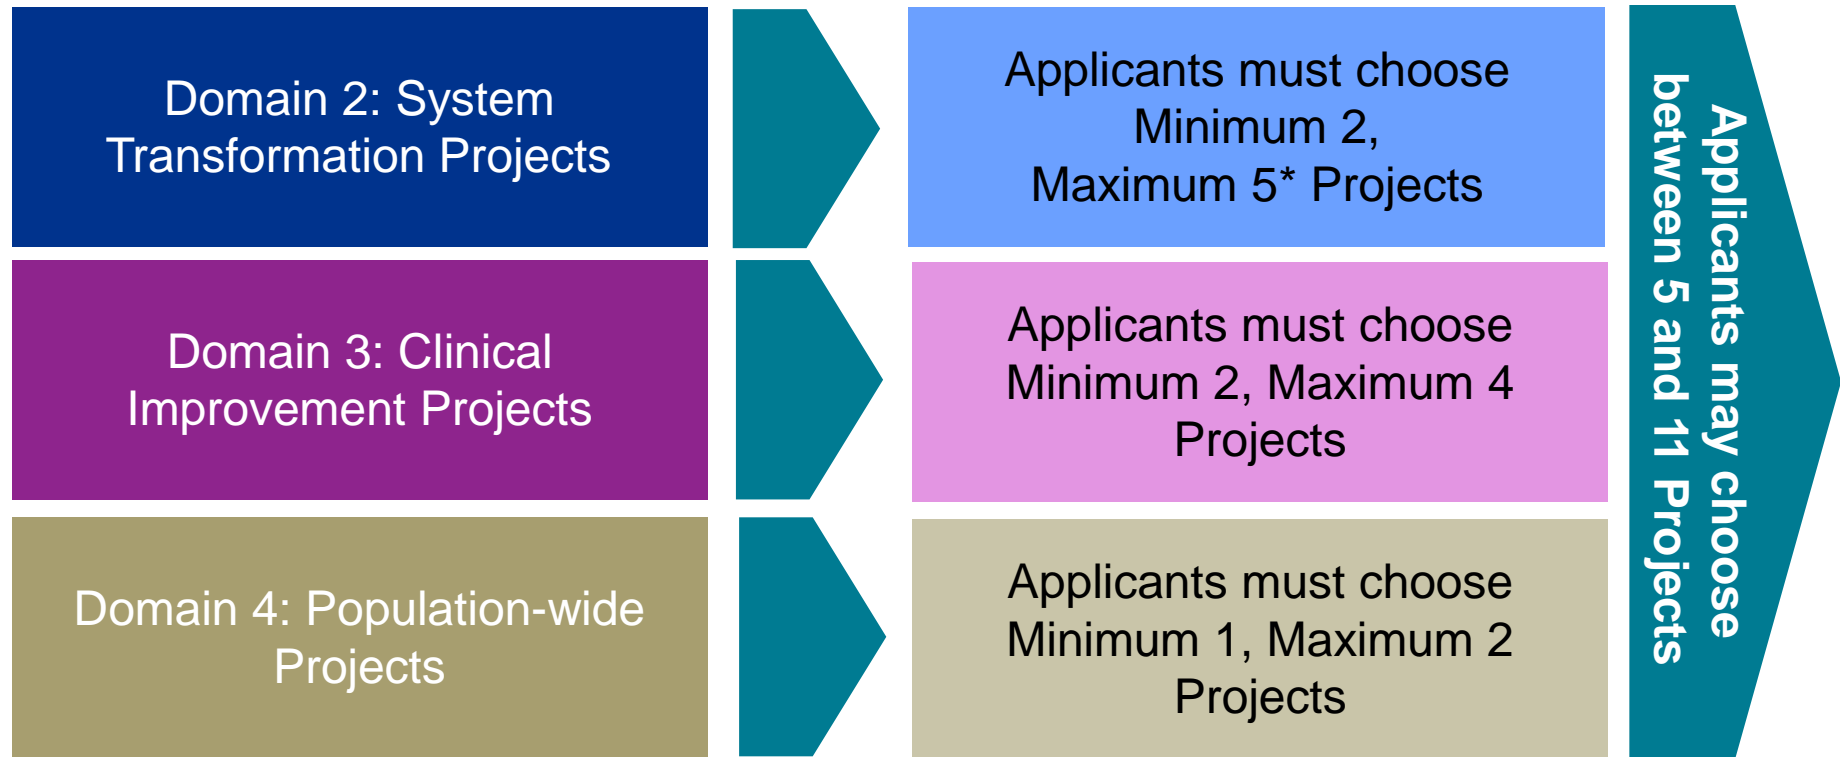 Domain 2: System
Transformation Projects
Applicants must choose
Minimum 2,
Maximum 5* Projects
Domain 3: Clinical
Improvement Projects
Applicants must choose
Minimum 2, Maximum 4
Projects
Domain 4: Population-wide
Projects
Applicants must choose
Minimum 1, Maximum 2
Projects
Applicants may choose
between 5 and 11 Projects